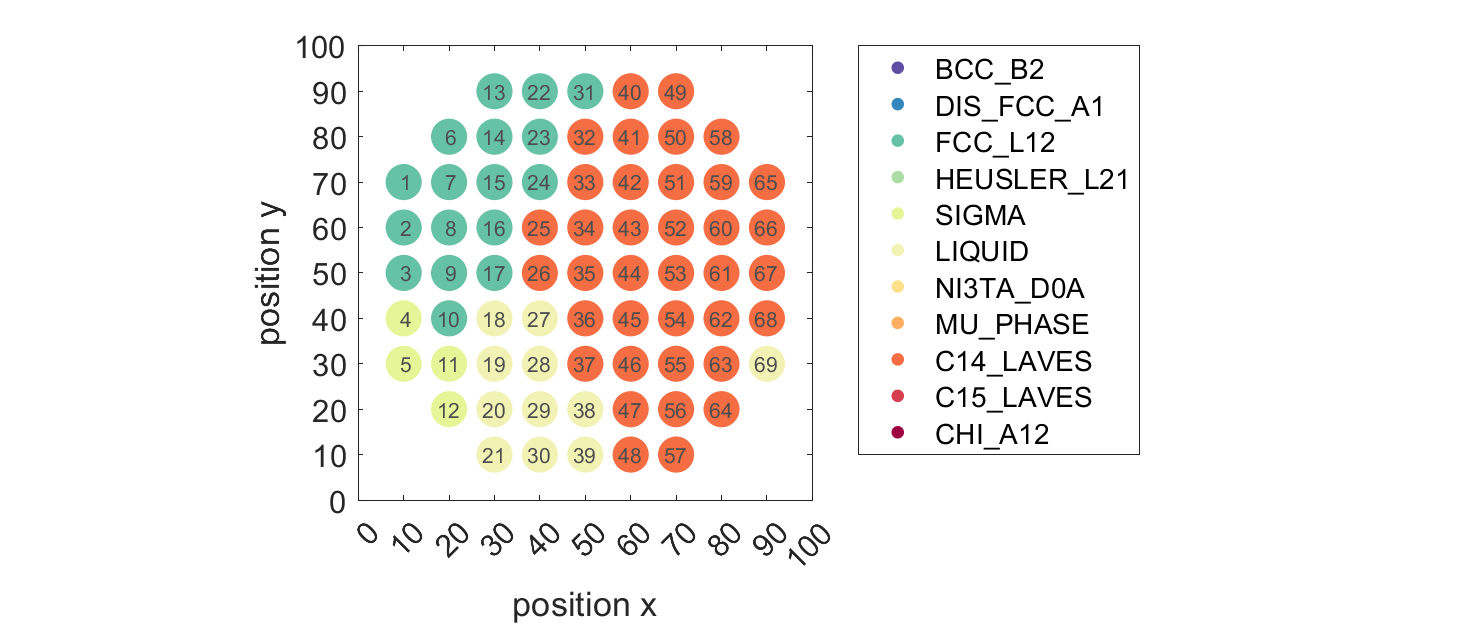 100
90 13 22 31 40 49
80 6 14 23 32 41 50 58
70 1 7 15 24 33 42 51 59 65
60 2 8 16 25 34 43 52 60 66
50 3 9 17 26 35 44 53 61 67
40 4 10 18 27 36 45 54 62 68
30 5 11 19 28 37 46 55 63 69
20 12 20 29 38 47 56 64
10 21 30 39 48 57
0
0 10 20 30 40 50 60 70 80 90 100
position x
position y
BCC_B2
DIS_FCC_A1
FCC_L12
HEUSLER_L21
SIGMA
LIQUID
NI3TA_D0A
MU_PHASE
C14_LAVES
C15_LAVES
CHI_A12